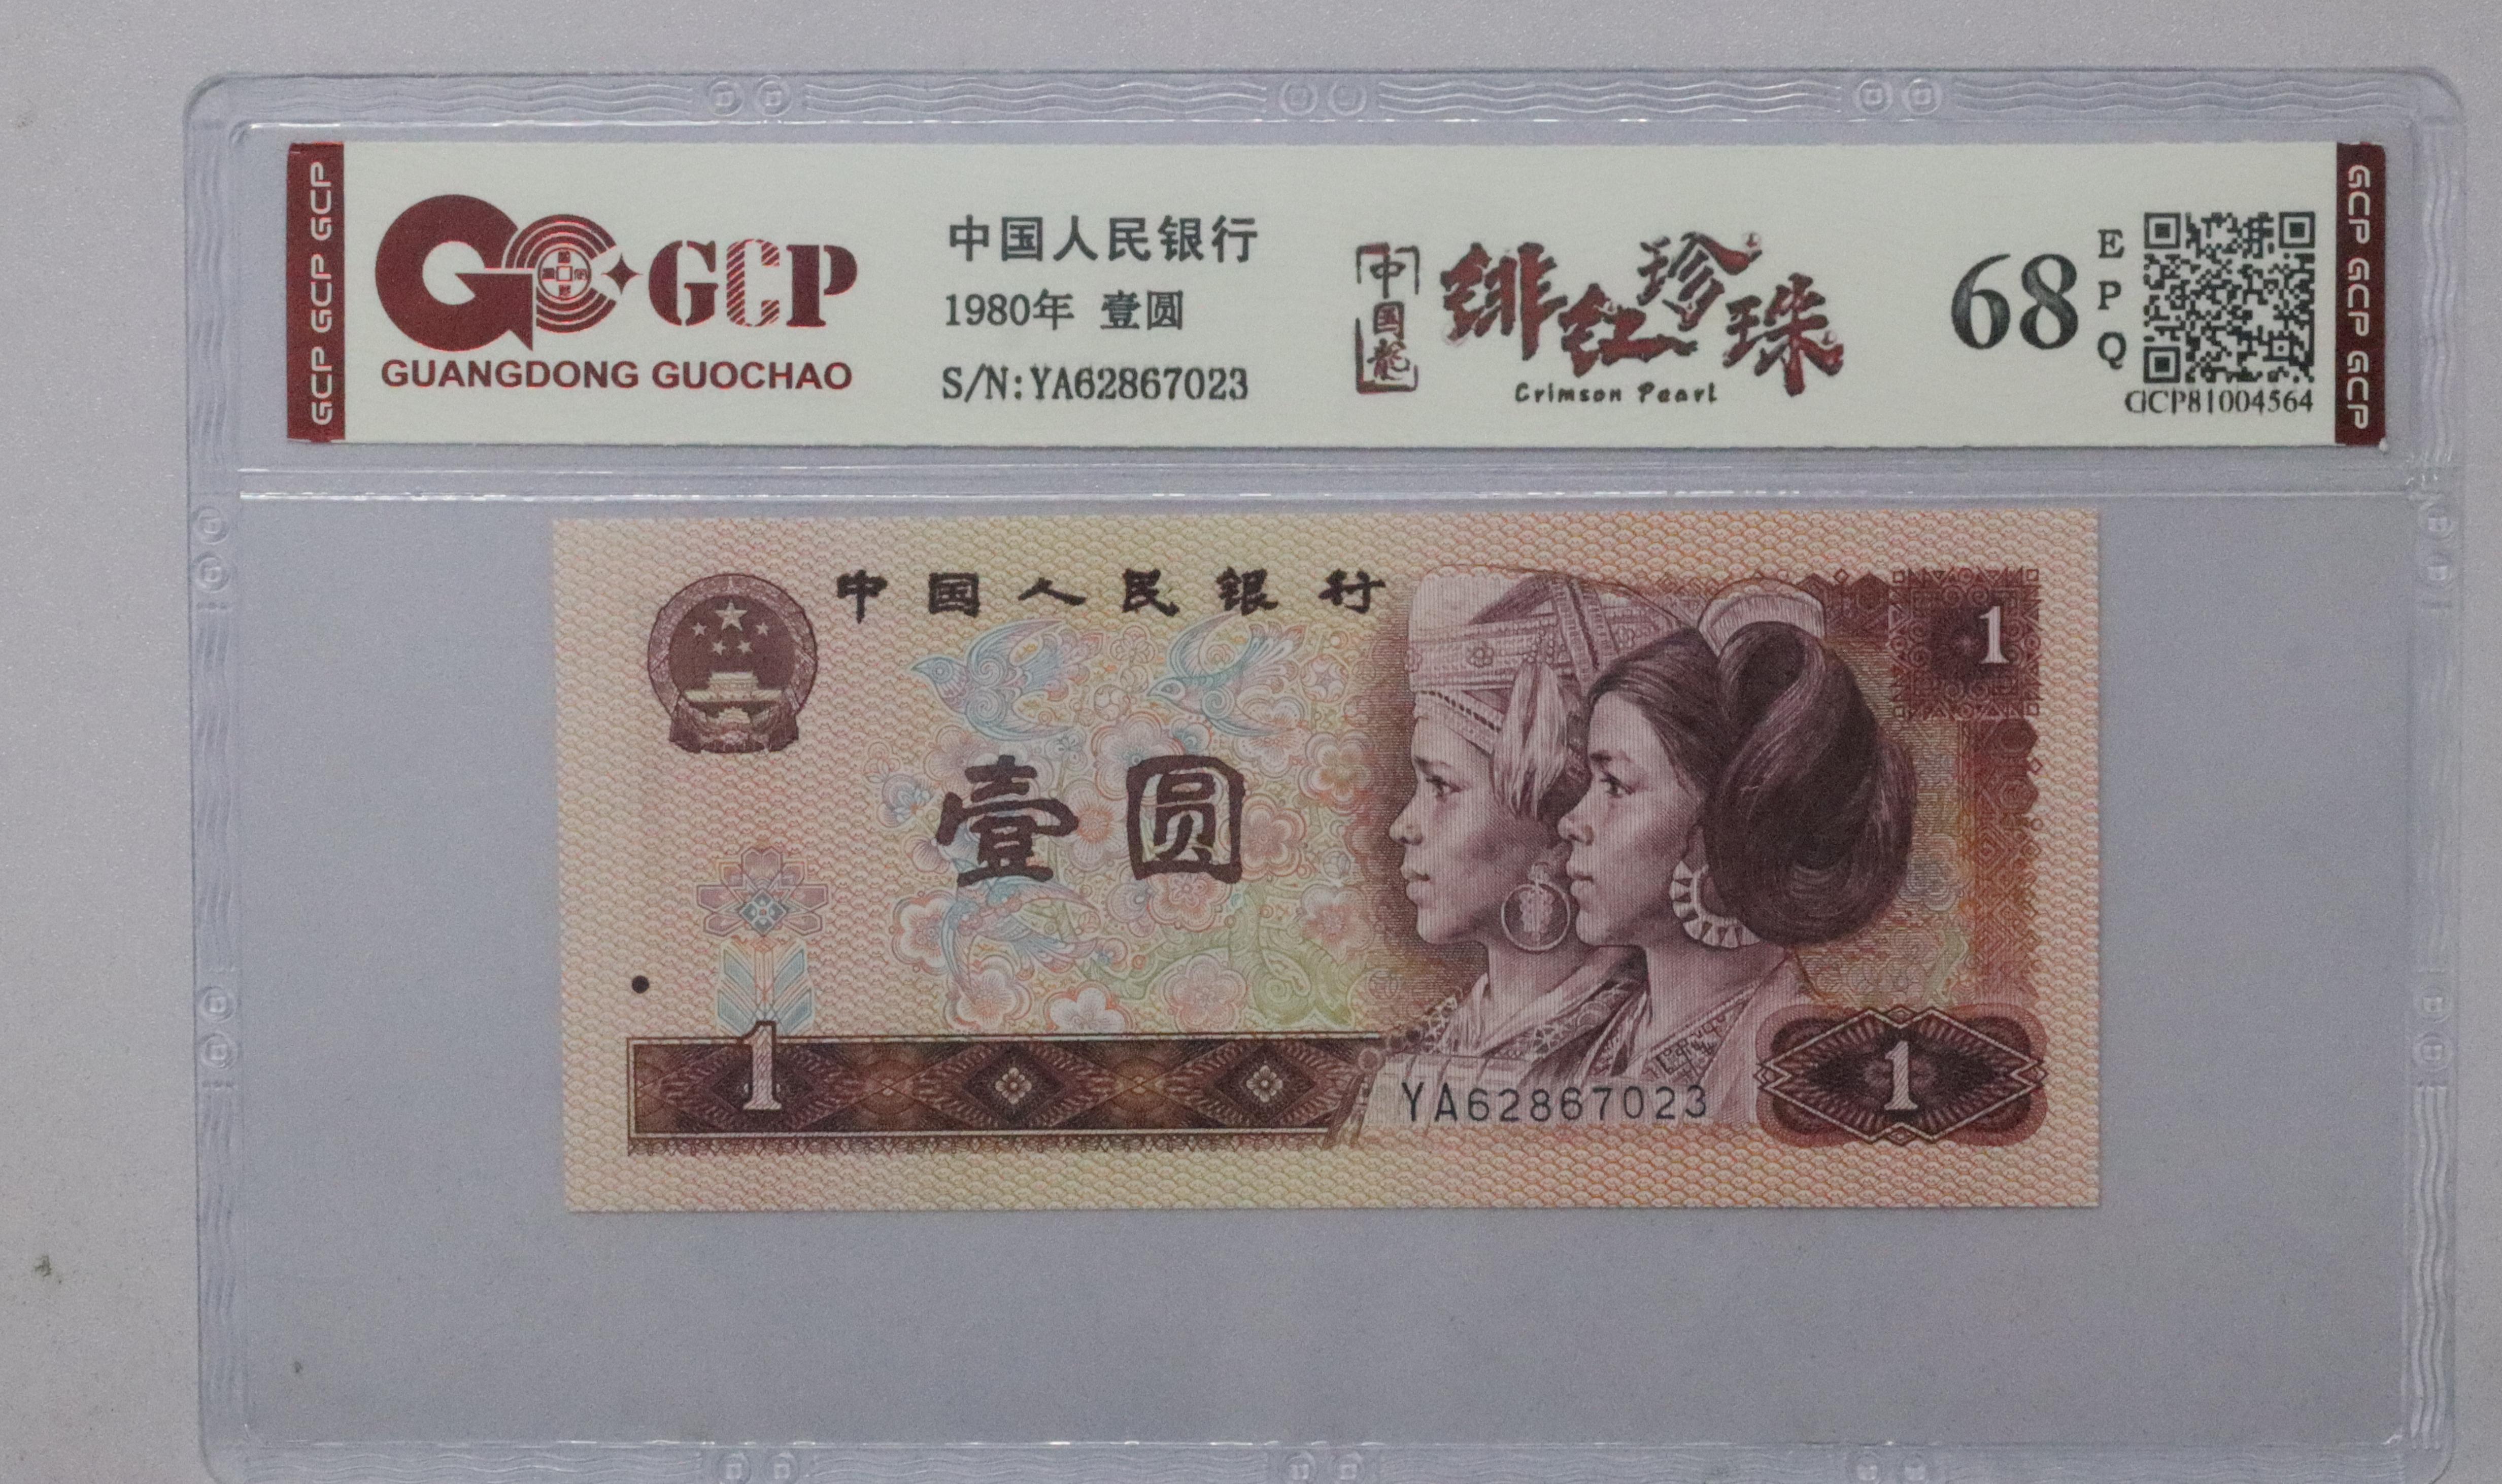 GCP GCP GCP
GCP
GUANGDONG GUOCHAO
中国人民银行
1980年 壹圆
S/N:YA62867023
中国龍
绯红珍珠
Crimson Pearl
68
EPQ
GCP81004564
GCP GCP GCP
中国人民银行
1
壹圆
1
YA62867023
1